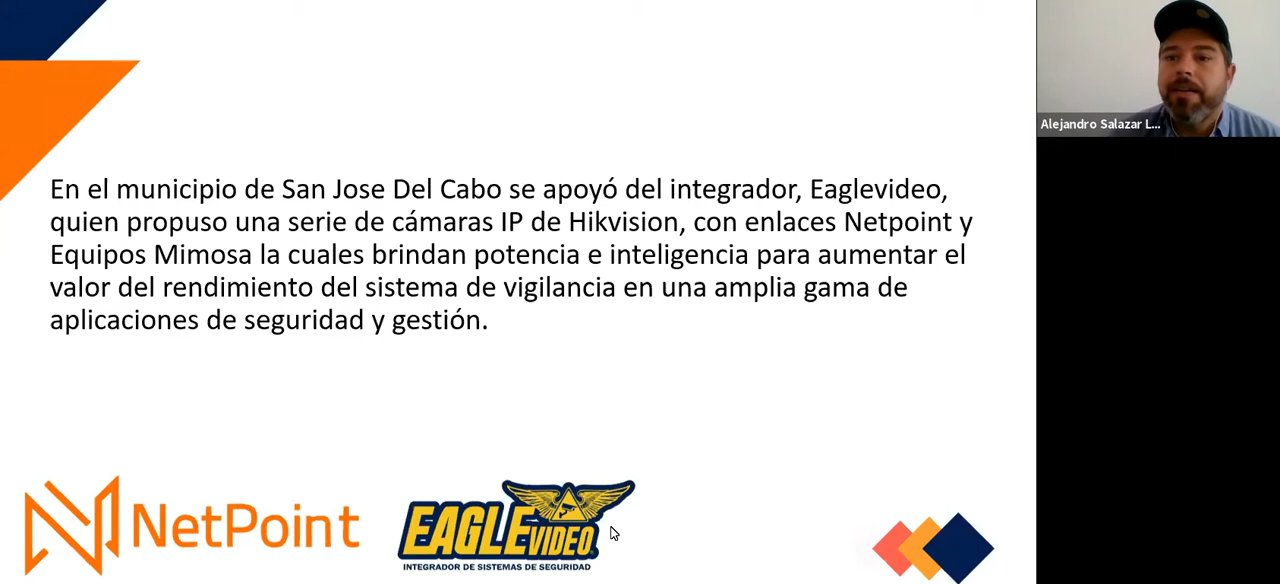 En el municipio de San Jose Del Cabo se apoyó del integrador, Eaglevideo,
quien propuso una serie de cámaras IP de Hikvision, con enlaces Netpoint y
Equipos Mimosa la cuales brindan potencia e inteligencia para aumentar el
valor del rendimiento del sistema de vigilancia en una amplia gama de
aplicaciones de seguridad y gestión.
NetPoint
EAGLE VIDEO
INTEGRADOR DE SISTEMAS DE SEGURIDAD
Alejandro Salazar L...